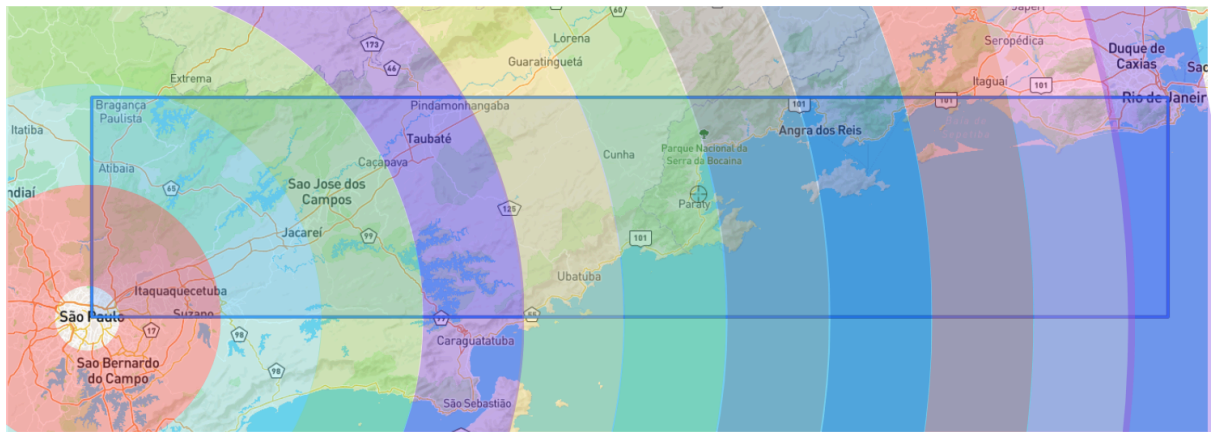 60
Japeri
173
Lorena
Seropédica
Duque de
Caxias
46
Guaratinguetá
Extrema
Itaguaí
101
Bragança
Paulista
Pindamonhangaba
101
101
Rio de Janeir
Itatiba
Taubaté
Angra dos Reis
Parque Nacional da
Serra da Bocaina
Cunha
Caçapava
Atibaia
65
Sao Jose dos
Campos
ndiaí
Paraty
125
Jacareí
99
101
Ubatuba
Itaquaquecetuba
São Paulo
Suzano
55
17
98
Caraguatatuba
Sao Bernardo
do Campo
98
São Sebastião